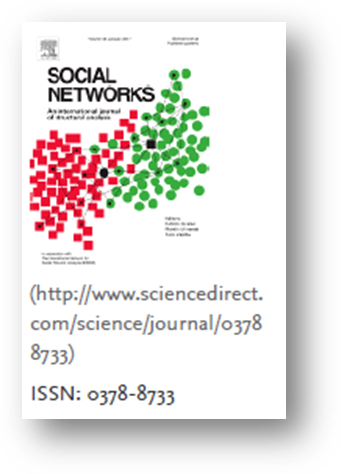 SOCIAL
NETWORKS
An international journal
of structural analysis
(http://www.sciencedirect.
com/science/journal/0378
8733)
ISSN: 0378-8733